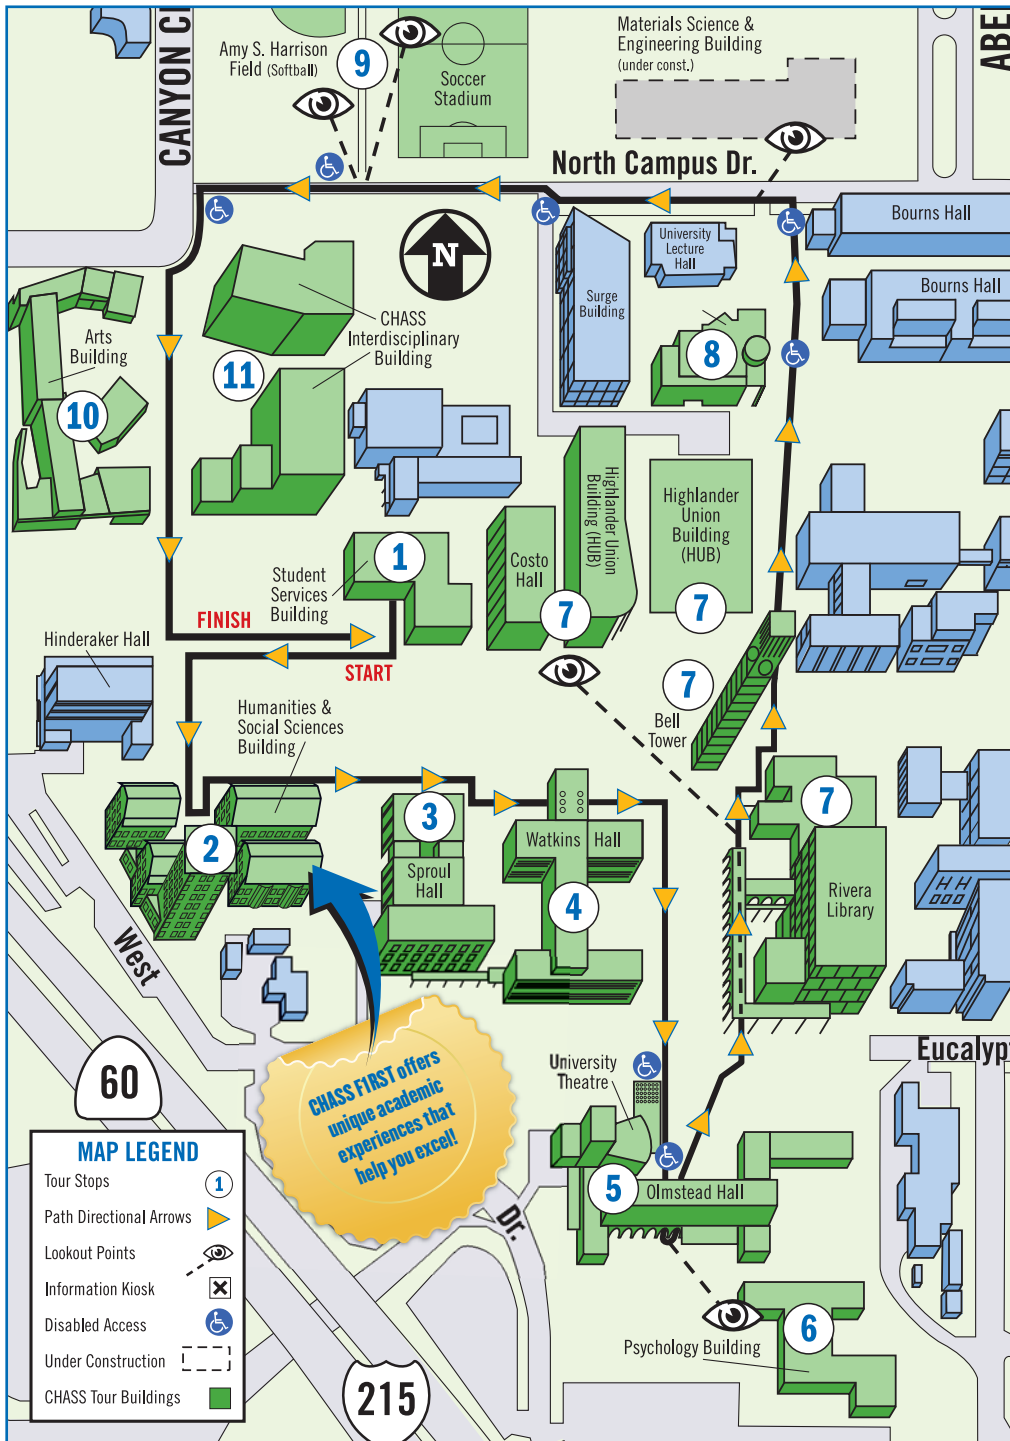 CANYON CR
Amy S. Harrison
Field (Softball)
9
Soccer
Stadium
Materials Science &
Engineering Building
(under const.)
ABE
North Campus Dr.
N
Bourns Hall
University
Lecture
Hall
Surge
Building
Bourns Hall
Arts
Building
CHASS
Interdisciplinary
Building
8
11
10
Highlander Union
Building (HUB)
Highlander
Union
Building
(HUB)
Costo
Hall
1
Student
Services
Building
7
7
FINISH
START
Hinderaker Hall
7
Bell
Tower
Humanities &
Social Sciences
Building
7
3
2
Watkins Hall
Sproul
Hall
4
Rivera
Library
West
CHASS F1RST offers
unique academic
experiences that
help you excel!
Eucalypt
60
University
Theatre
5
Olmstead Hall
Dr.
6
Psychology Building
215
MAP LEGEND
Tour Stops
1
Path Directional Arrows
Lookout Points
Information Kiosk
Disabled Access
Under Construction
CHASS Tour Buildings